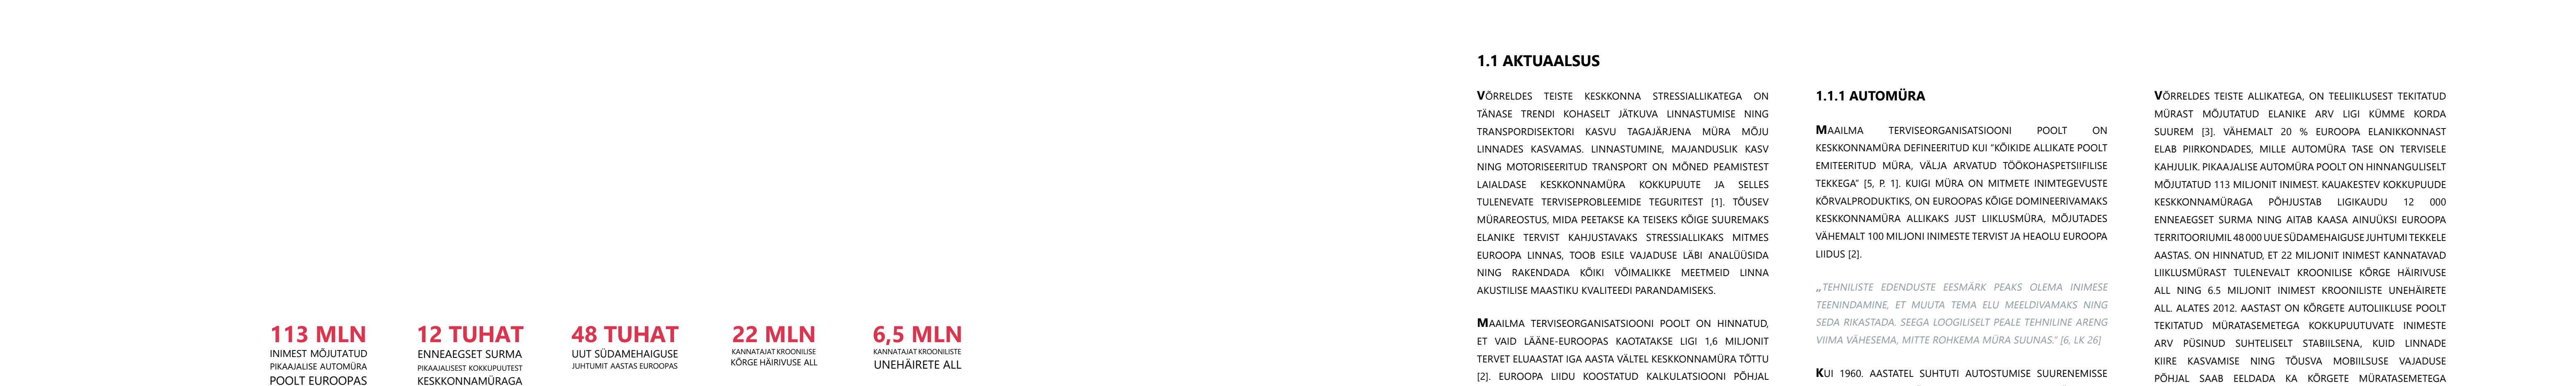 113 MLN
INIMEST MÕJUTATUD
PIKAAJALISE AUTOMÜRA
POOLT EUROOPAS
12 TUHAT
ENNEAEGSET SURMA
PIKAAJALISEST KOKKUPUUTEST
KESKKONNAMÜRAGA
48 TUHAT
UUT SÜDAMEHAIGUSE
JUHTUMIT AASTAS EUROOPAS
22 MLN
KANNATAJAT KROONILISE
KÕRGE HÄIRIVUSE ALL
6,5 MLN
KANNATAJAT KROONILISTE
UNEHÄIRETE ALL
1.1 AKTUAALSUS
VÕRRELDES TEISTE KESKKONNA STRESSIALLIKATEGA ON
TÄNASE TRENDI KOHASELT JÄTKUVA LINNASTUMISE NING
TRANSPORDISEKTORI KASVU TAGAJÄRJENA MÜRA MÕJU
LINNADES KASVAMAS. LINNASTUMINE, MAJANDUSLIK KASV
NING MOTORISEERITUD TRANSPORT ON MÕNED PEAMISTEST
LAIALDASE KESKKONNAMÜRA KOKKUPUUTE JA SELLES
TULENEVATE TERVISEPROBLEEMIDE TEGURITEST [1]. TÕUSEV
MÜRAREOSTUS, MIDA PEETAKSE KA TEISEKS KÕIGE SUUREMAKS
ELANIKE TERVIST KAHJUSTAVAKS STRESSIALLIKAKS MITMES
EUROOPA LINNAS, TOOB ESILE VAJADUSE LÄBI ANALÜÜSIDA
NING RAKENDADA KÕIKI VÕIMALIKKE MEETMEID LINNA
AKUSTILISE MAASTIKU KVALITEEDI PARANDAMISEKS.
MAAILMA TERVISEORGANISATSIOONI POOLT ON HINNATUD,
ET VAID LÄÄNE-EUROOPAS KAOTATAKSE LIGI 1,6 MILJONIT
TERVET ELUAASTAT IGA AASTA VÄLTEL KESKKONNAMÜRA TÕTTU
[2]. EUROOPA LIIDU KOOSTATUD KALKULATSIOONI PÕHJAL
1.1.1 AUTOMÜRA
MAAILMA TERVISEORGANISATSIOONI POOLT ON
KESKKONNAMÜRA DEFINEERITUD KUI “KÕIKIDE ALLIKATE POOLT
EMITEERITUD MÜRA, VÄLJA ARVATUD TÖÖKOHASPETSIIFILISE
TEKKEGA” [5, P. 1]. KUIGI MÜRA ON MITMETE INIMTEGEVUSTE
KÕRVALPRODUKTIKS, ON EUROOPAS KÕIGE DOMINEERIVAMAKS
KESKKONNAMÜRA ALLIKAKS JUST LIIKLUSMÜRA, MÕJUTADES
VÄHEMALT 100 MILJONI INIMESTE TERVIST JA HEAOLU EUROOPA
LIIDUS [2].
„TEHNILISTE EDENDUSTE EESMÄRK PEAKS OLEMA INIMESE
TEENINDAMINE, ET MUUTA TEMA ELU MEELDIVAMAKS NING
SEDA RIKASTADA. SEEGA LOOGILISELT PEALE TEHNILINE ARENG
VIIMA VÄHESEMA, MITTE ROHKEMA MÜRA SUUNAS.” [6, LK 26]
KUI 1960. AASTATEL SUHTUTI AUTOSTUMISE SUURENEMISSE
VÕRRELDES TEISTE ALLIKATEGA, ON TEELIIKLUSEST TEKITATUD
MÜRAST MÕJUTATUD ELANIKE ARV LIGI KÜMME KORDA
SUUREM [3]. VÄHEMALT 20 % EUROOPA ELANIKKONNAST
ELAB PIIRKONDADES, MILLE AUTOMÜRA TASE ON TERVISELE
KAHJULIK. PIKAAJALISE AUTOMÜRA POOLT ON HINNANGULISELT
MÕJUTATUD 113 MILJONIT INIMEST. KAUAKESTEV KOKKUPUUDE
KESKKONNAMÜRAGA PÕHJUSTAB LIGIKAUDU 12 000
ENNEAEGSET SURMA NING AITAB KAASA AINUÜKSI EUROOPA
TERRITOORIUMIL 48 000 UUE SÜDAMEHAIGUSE JUHTUMI TEKKELE
AASTAS. ON HINNATUD, ET 22 MILJONIT INIMEST KANNATAVAD
LIIKLUSMÜRAST TULENEVALT KROONILISE KÕRGE HÄIRIVUSE
ALL NING 6.5 MILJONIT INIMEST KROONILISTE UNEHÄIRETE
ALL. ALATES 2012. AASTAST ON KÕRGETE AUTOLIIKLUSE POOLT
TEKITATUD MÜRATASEMETEGA KOKKUPUUTUVATE INIMESTE
ARV PÜSINUD SUHTELISELT STABIILSENA, KUID LINNADE
KIIRE KASVAMISE NING TÕUSVA MOBIILSUSE VAJADUSE
PÕHJAL SAAB EELDADA KA KÕRGETE MÜRATASEMETEGA